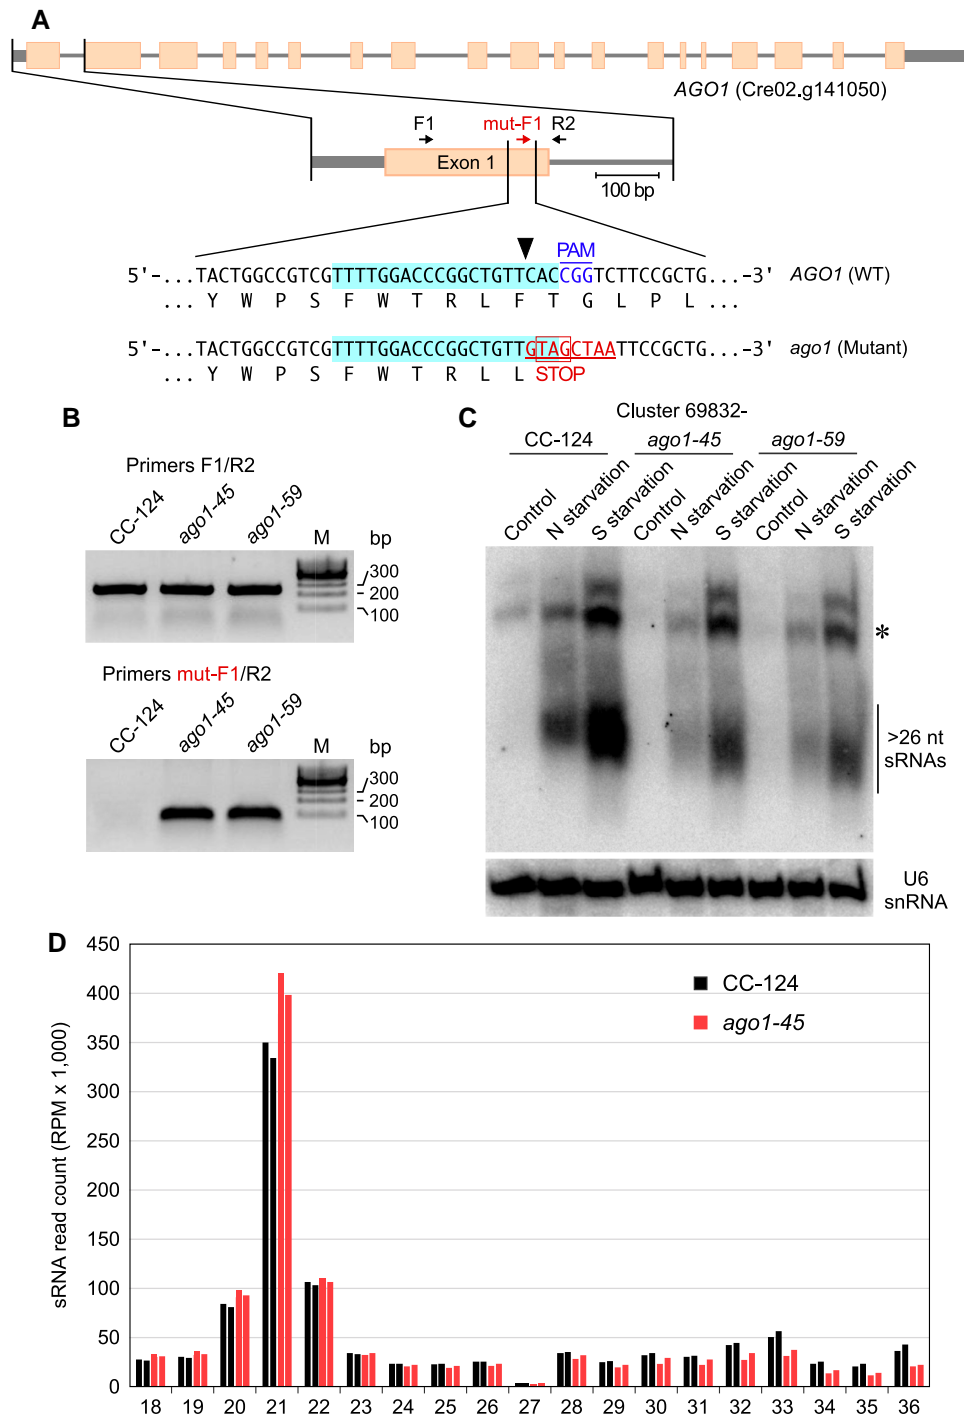 A
AGO1 (Cre02.g141050)
F1 mut-F1 R2
Exon 1
100 bp
PAM
5'-...TACTGGCCGTCGTTTTGGACCCGGCTGTTCACCGGTCTTCCGCTG...-3' AGO1 (WT)
... Y W P S F W T R L F T G L P L ...
5'-...TACTGGCCGTCGTTTTGGACCCGGCTGTTGTAGCTAATTCCGCTG...-3' ago1 (Mutant)
... Y W P S F W T R L L STOP
B
Primers F1/R2
CC-124 ago1-45 ago1-59 M bp
300
200
100
Primers mut-F1/R2
CC-124 ago1-45 ago1-59 M bp
300
200
100
C
Cluster 69832-
CC-124 ago1-45 ago1-59
Control N starvation S starvation Control N starvation S starvation Control N starvation S starvation
*
>26 nt
sRNAs
U6
snRNA
D
sRNA read count (RPM x 1,000)
450
400
350
300
250
200
150
100
50
0
CC-124
ago1-45
18 19 20 21 22 23 24 25 26 27 28 29 30 31 32 33 34 35 36